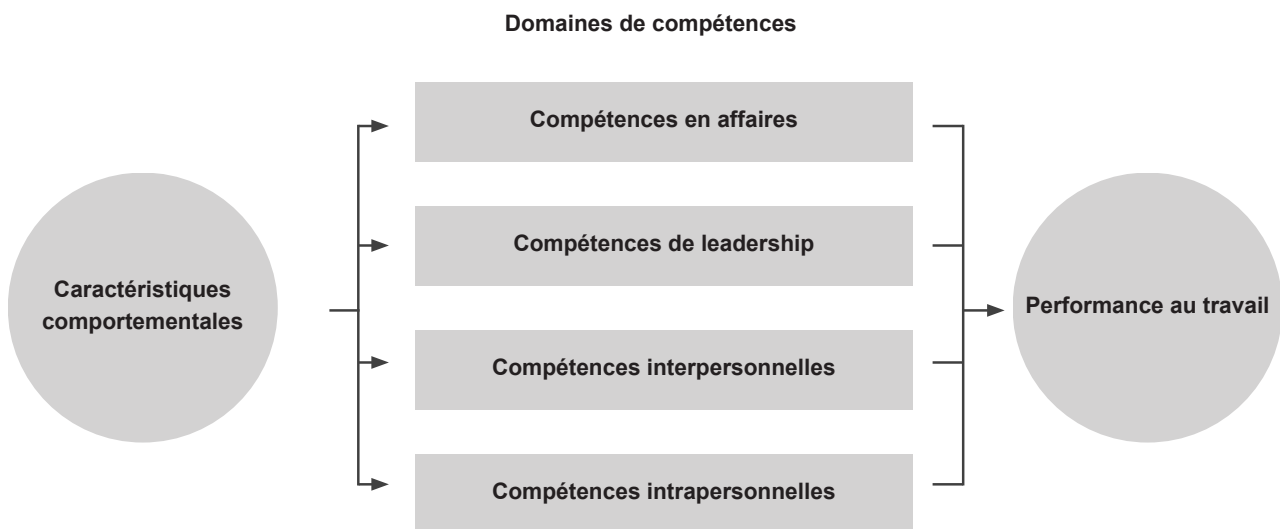 Domaines de compétences
Compétences en affaires
Compétences de leadership
Caractéristiques
comportementales
Performance au travail
Compétences interpersonnelles
Compétences intrapersonnelles